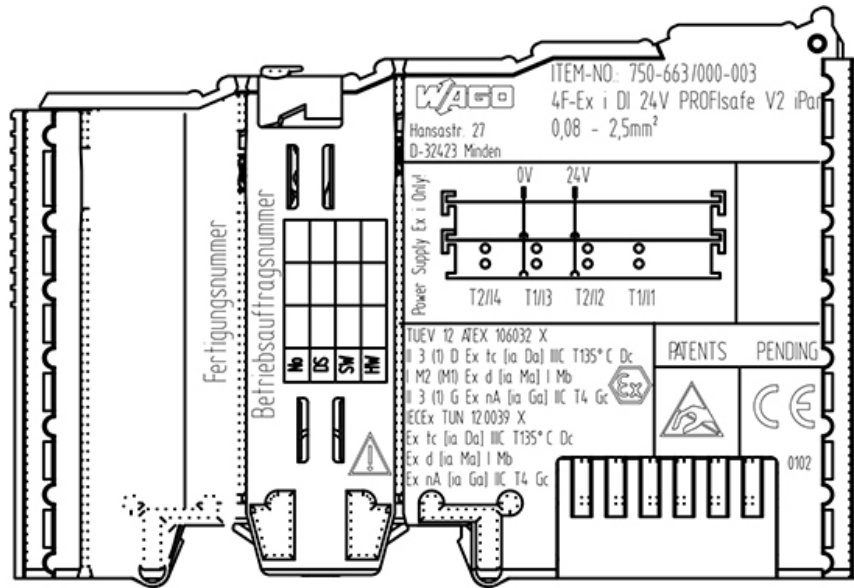 WAGO
Hansastr. 27
D-32423 Minden
ITEM-NO.: 750-663/000-003
4F-Ex i DI 24V PROFIsafe V2 iPar
0,08 - 2,5mm²
Power Supply Ex i Only!
0V 24V
T2/I4 T1/I3 T2/I2 T1/I1
Fertigungsnummer
Betriebsauftragsnummer
No
DS
SW
HW
TUEV 12 ATEX 106032 X
II 3 (1) D Ex tc [ia Da] IIIC T135°C Dc
I M2 (M1) Ex d [ia Ma] I Mb
II 3 (1) G Ex nA [ia Ga] IIC T4 Gc
IECEx TUN 12.0039 X
Ex tc [ia Da] IIIC T135°C Dc
Ex d [ia Ma] I Mb
Ex nA [ia Ga] IIC T4 Gc
Ex
PATENTS PENDING
CE
0102